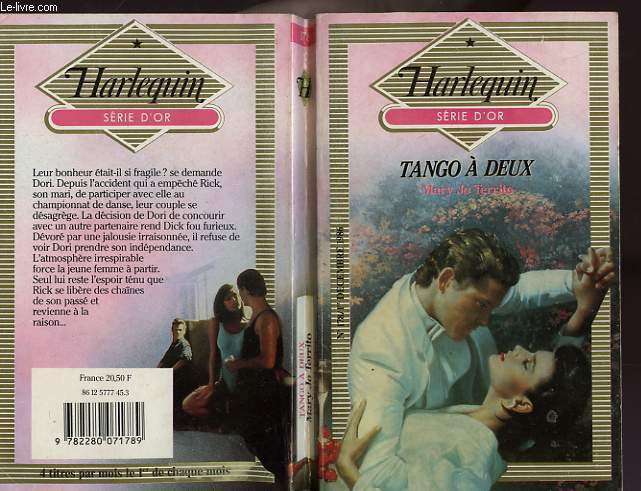 www.le-livre.com
Harlequin
SÉRIE D'OR
Leur bonheur était-il si fragile ? se demande
Dori. Depuis l'accident qui a empêché Rick,
son mari, de participer avec elle au
championnat de danse, leur couple se
désagrège. La décision de Dori de concourir
avec un autre partenaire rend Dick fou furieux.
Dévoré par une jalousie irraisonnée, il refuse de
voir Dori prendre son indépendance.
L'atmosphère irrespirable
force la jeune femme à partir.
Seul lui reste l'espoir ténu que
Rick se libère des chaînes
de son passé et
revienne à la
raison...
France 20,50 F
86 12 5777 45.3
9 782280 071789
4 titres par mois le 1er de chaque mois
TANGO À DEUX
Mary Jo Territo
Harlequin
SÉRIE D'OR
TANGO À DEUX
Mary Jo Territo
DÉCEMBRE 1986